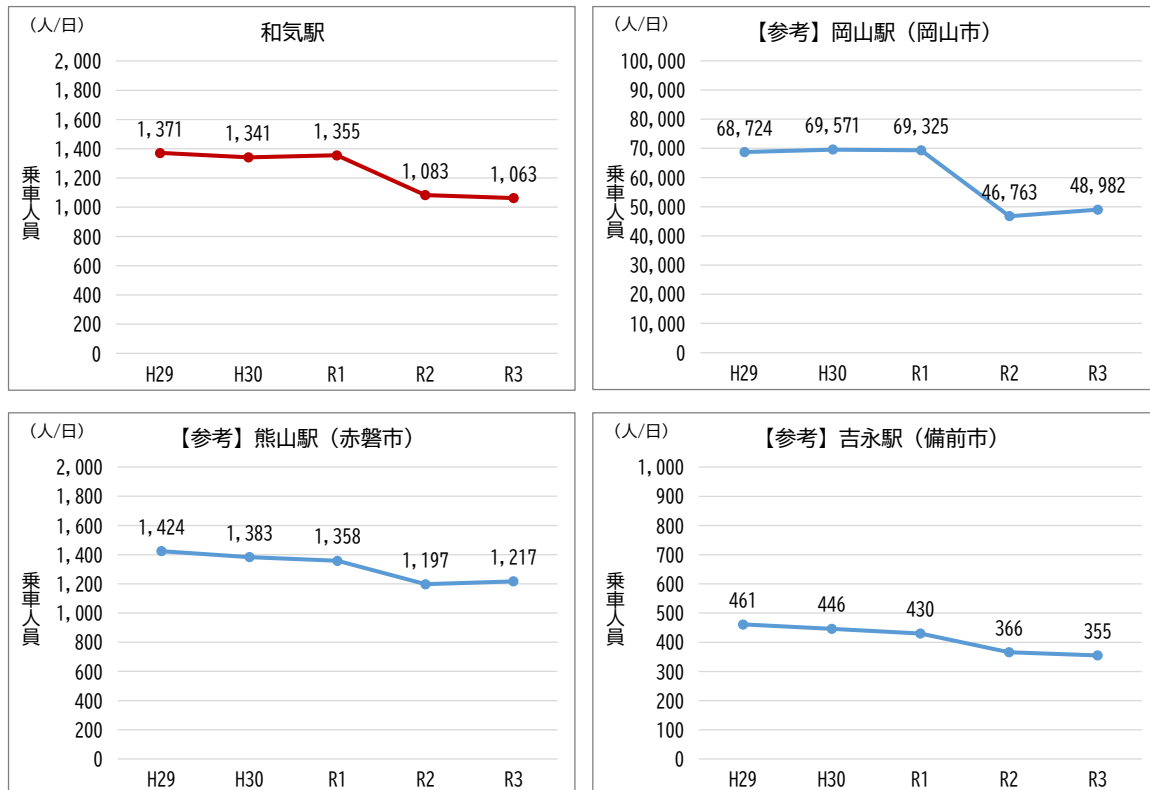 (人/日)
和気駅
2,000
1,800
1,600
1,400
1,200
1,000
800
600
400
200
0
乗車人員
1,371
1,341
1,355
1,083
1,063
H29
H30
R1
R2
R3
(人/日)
【参考】岡山駅（岡山市）
100,000
90,000
80,000
70,000
60,000
50,000
40,000
30,000
20,000
10,000
0
乗車人員
68,724
69,571
69,325
46,763
48,982
H29
H30
R1
R2
R3
(人/日)
【参考】熊山駅（赤磐市）
2,000
1,800
1,600
1,400
1,200
1,000
800
600
400
200
0
乗車人員
1,424
1,383
1,358
1,197
1,217
H29
H30
R1
R2
R3
(人/日)
【参考】吉永駅（備前市）
1,000
900
800
700
600
500
400
300
200
100
0
乗車人員
461
446
430
366
355
H29
H30
R1
R2
R3